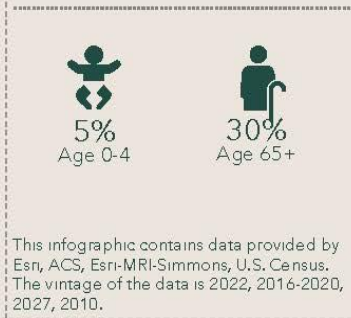 5%
30%
Age 0-4
Age 65+
This infographic contains data provided by
Esri, ACS, Esri-MRI-Simmons, U.S. Census.
The vintage of the data is 2022, 2016-2020,
2027, 2010.